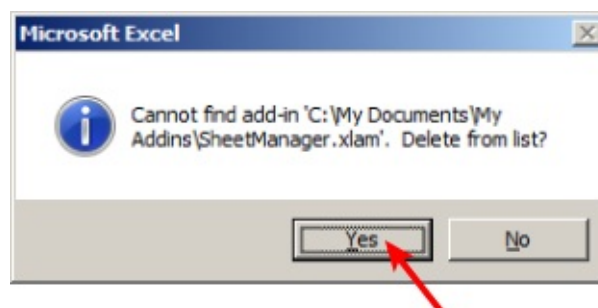 Microsoft Excel
Cannot find add-in 'C:\My Documents\My
Addins\SheetManager.xlam'. Delete from list?
Yes
No